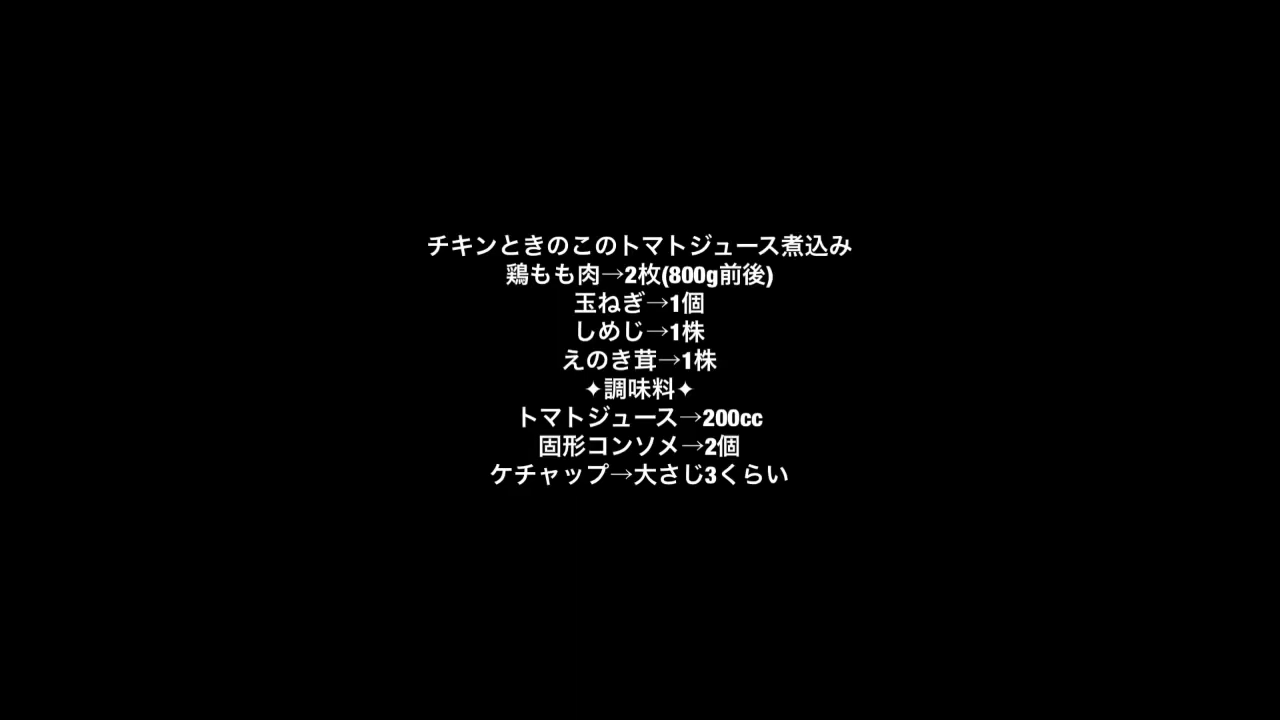 チキンときのこのトマトジュース煮込み
鶏もも肉→2枚(800g前後)
玉ねぎ→1個
しめじ→1株
えのき茸→1株
✦調味料✦
トマトジュース→200cc
固形コンソメ→2個
ケチャップ→大さじ3くらい